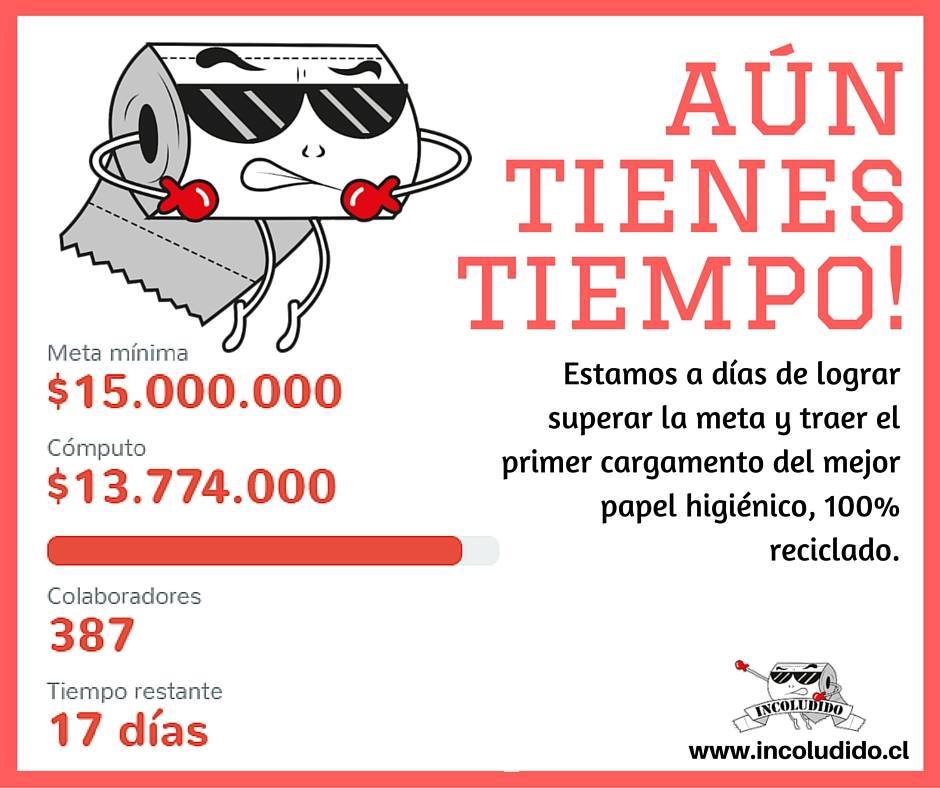 AÚN
TIENES
TIEMPO!
Meta mínima
$15.000.000
Cómputo
$13.774.000
Colaboradores
387
Tiempo restante
17 días
Estamos a días de lograr
superar la meta y traer el
primer cargamento del mejor
papel higiénico, 100%
reciclado.
INCOLUDIDO
www.incoludido.cl